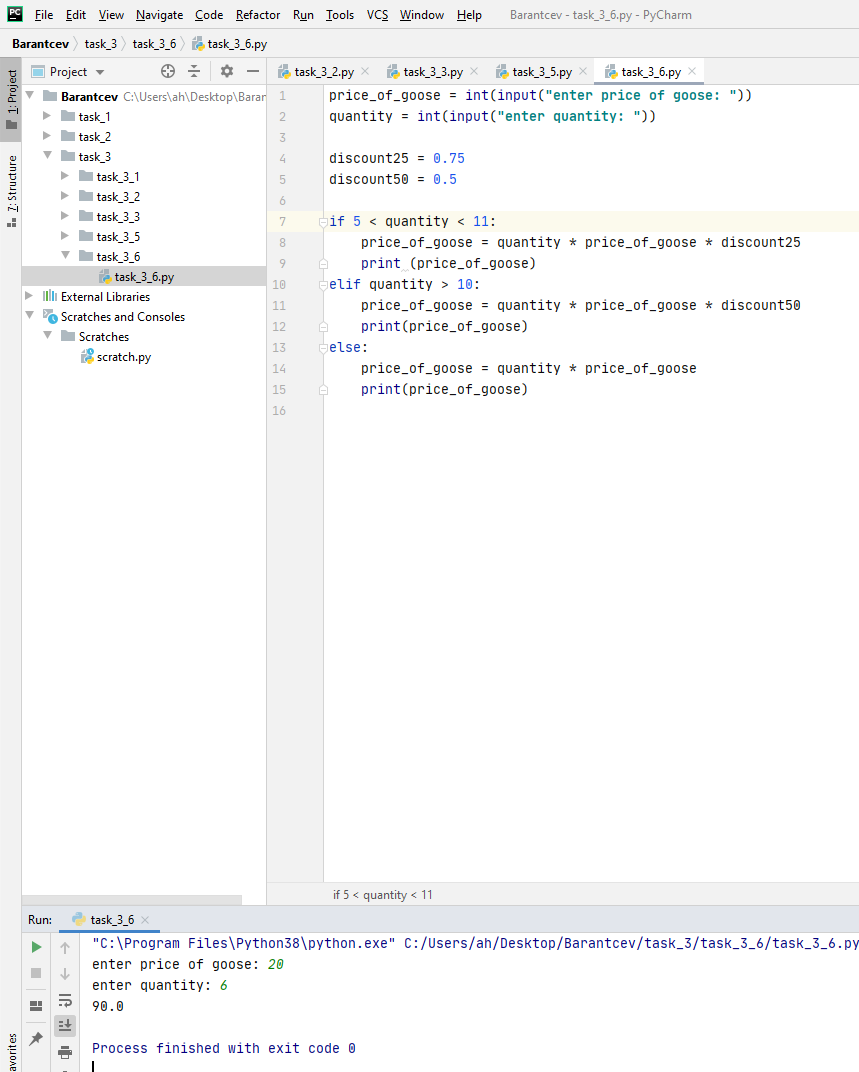 PC File Edit View Navigate Code Refactor Run Tools VCS Window Help Barantcev - task_3_6.py - PyCharm
Barantcev task_3 task_3_6 task_3_6.py
1: Project
7: Structure
avorites
Project
Barantcev C:\Users\ah\Desktop\Baran
task_1
task_2
task_3
task_3_1
task_3_2
task_3_3
task_3_5
task_3_6
task_3_6.py
External Libraries
Scratches and Consoles
Scratches
scratch.py
task_3_2.py task_3_3.py task_3_5.py task_3_6.py
1 price_of_goose = int(input("enter price of goose: "))
2 quantity = int(input("enter quantity: "))
3
4 discount25 = 0.75
5 discount50 = 0.5
6
7 if 5 < quantity < 11:
8 price_of_goose = quantity * price_of_goose * discount25
9 print (price_of_goose)
10 elif quantity > 10:
11 price_of_goose = quantity * price_of_goose * discount50
12 print(price_of_goose)
13 else:
14 price_of_goose = quantity * price_of_goose
15 print(price_of_goose)
16
if 5 < quantity < 11
Run: task_3_6
"C:\Program Files\Python38\python.exe" C:/Users/ah/Desktop/Barantcev/task_3/task_3_6/task_3_6.py
enter price of goose: 20
enter quantity: 6
90.0
Process finished with exit code 0